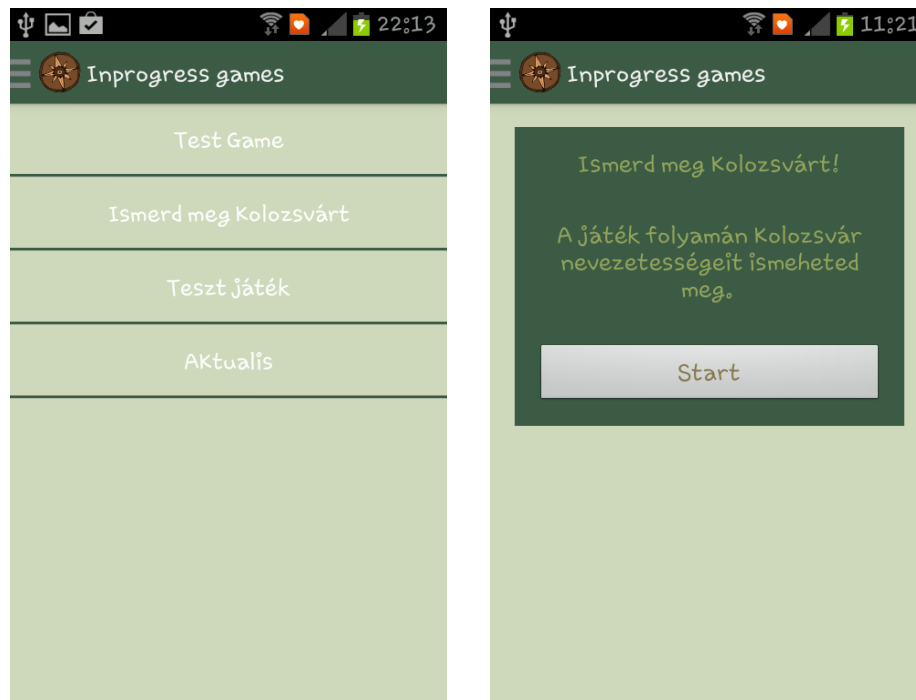 22:13
Inprogress games
Test Game
Ismerd meg Kolozsvárt
Teszt játék
AKtualis
11:21
Inprogress games
Ismerd meg Kolozsvárt!
A játék folyamán Kolozsvár
nevezetességeit ismeheted
meg.
Start